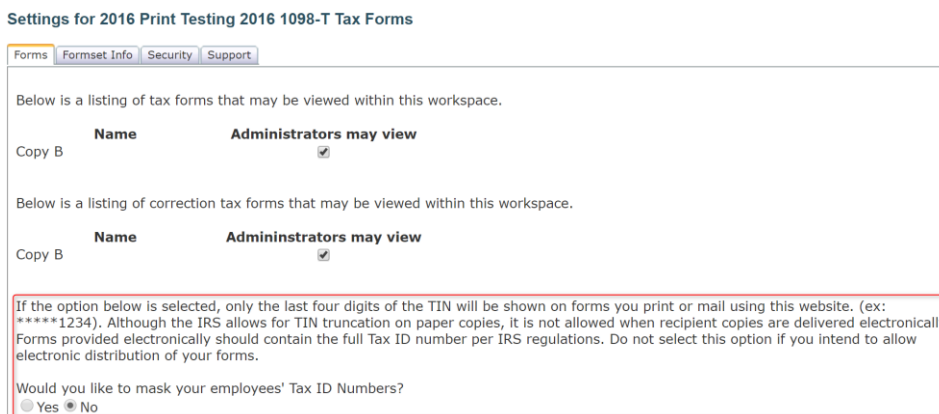 Settings for 2016 Print Testing 2016 1098-T Tax Forms
Forms Formset Info Security Support
Below is a listing of tax forms that may be viewed within this workspace.
Name Administrators may view
Copy B
Below is a listing of correction tax forms that may be viewed within this workspace.
Name Admininstrators may view
Copy B
If the option below is selected, only the last four digits of the TIN will be shown on forms you print or mail using this website. (ex:
*****1234). Although the IRS allows for TIN truncation on paper copies, it is not allowed when recipient copies are delivered electronicall
Forms provided electronically should contain the full Tax ID number per IRS regulations. Do not select this option if you intend to allow
electronic distribution of your forms.
Would you like to mask your employees' Tax ID Numbers?
Yes No